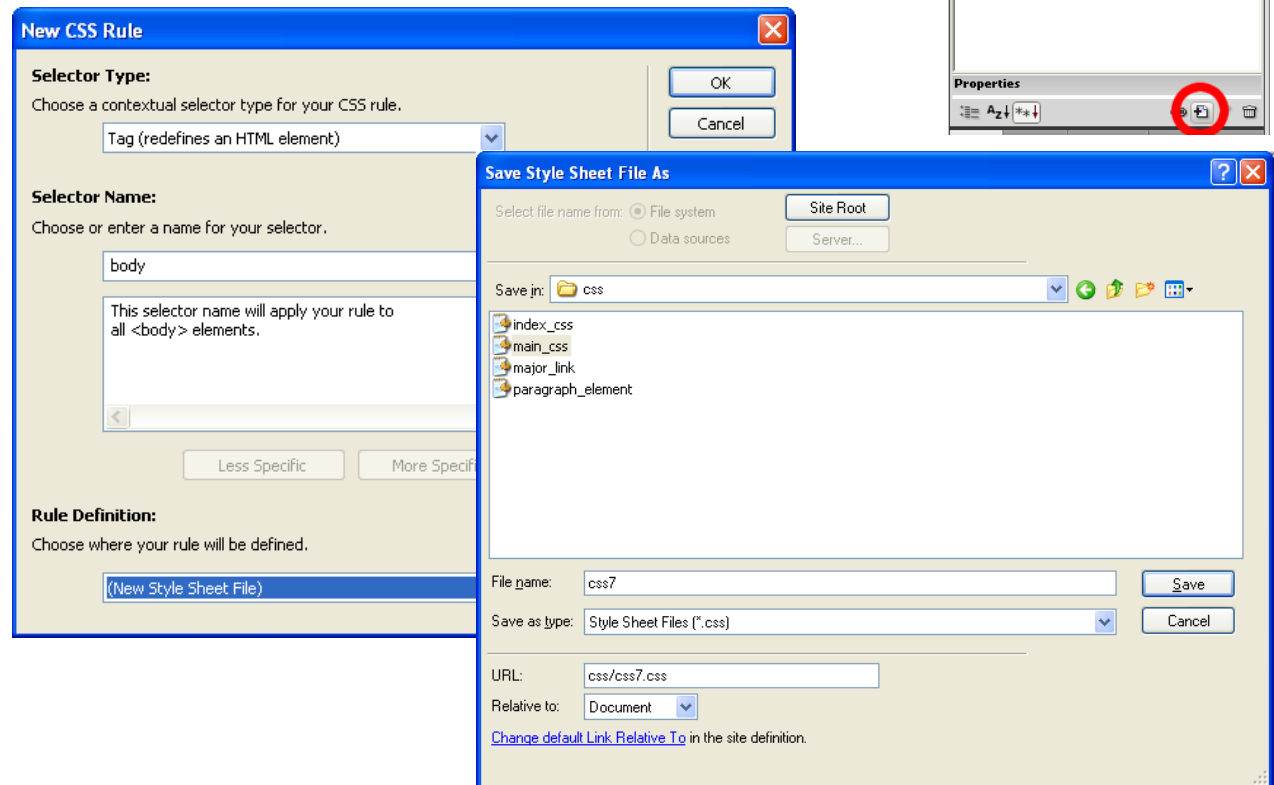 New CSS Rule
Selector Type:
Choose a contextual selector type for your CSS rule.
Tag (redefines an HTML element)
OK
Cancel
Selector Name:
Choose or enter a name for your selector.
body
This selector name will apply your rule to
all <body> elements.
Less Specific
More Specifi
Rule Definition:
Choose where your rule will be defined.
(New Style Sheet File)
Properties
AZ
**
Save Style Sheet File As
Select file name from: File system
Data sources
Site Root
Server...
Save in: css
index_css
main_css
major_link
paragraph_element
File name: css7
Save
Save as type: Style Sheet Files (*.css)
Cancel
URL: css/css7.css
Relative to: Document
Change default Link Relative To in the site definition.